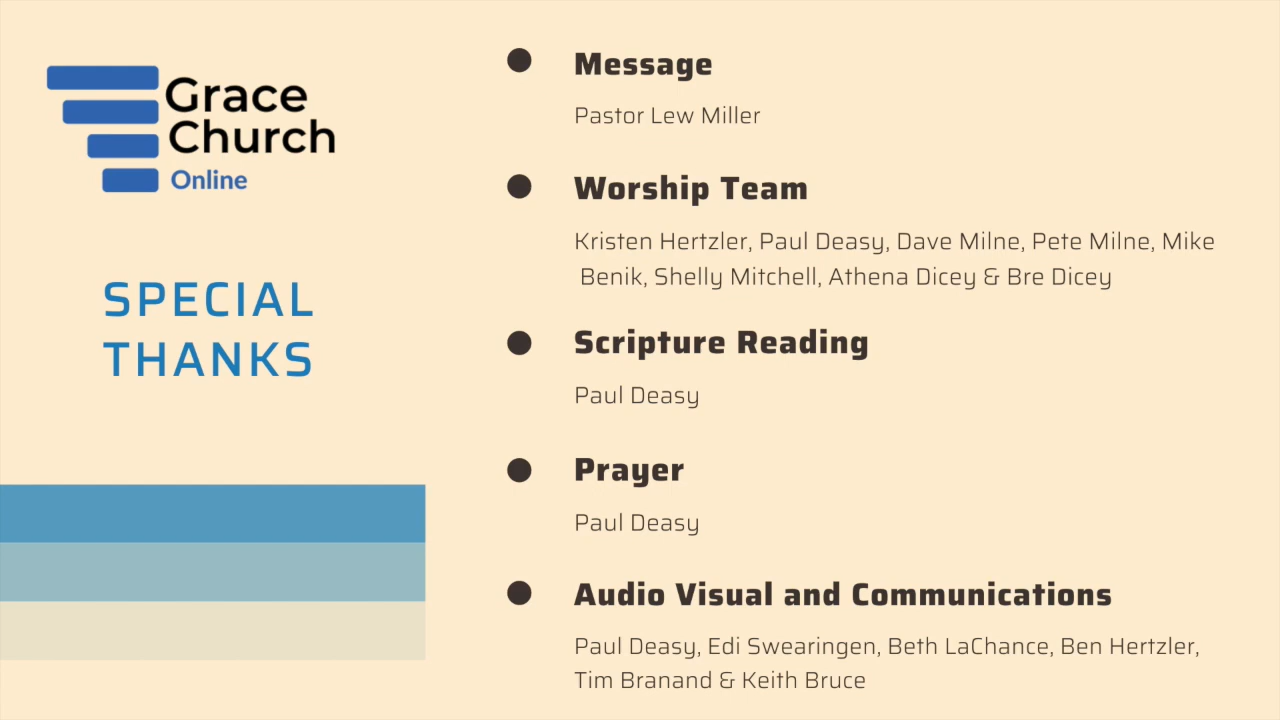 Grace
Church
Online
SPECIAL
THANKS
Message
Pastor Lew Miller
Worship Team
Kristen Hertzler, Paul Deasy, Dave Milne, Pete Milne, Mike
Benik, Shelly Mitchell, Athena Dicey & Bre Dicey
Scripture Reading
Paul Deasy
Prayer
Paul Deasy
Audio Visual and Communications
Paul Deasy, Edi Swearingen, Beth LaChance, Ben Hertzler,
Tim Branand & Keith Bruce